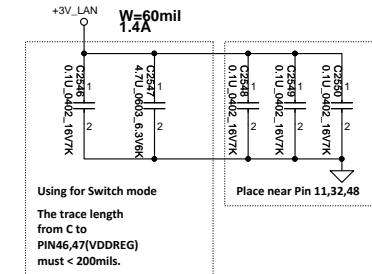 +3V_LAN
W=60mil
1.4A
C2546
0.1U_0402_16V7K
1
2
C2547
4.7U_0603_6.3V6K
1
2
C2548
0.1U_0402_16V7K
1
2
C2549
0.1U_0402_16V7K
1
2
C2550
0.1U_0402_16V7K
1
2
Using for Switch mode
The trace length
from C to
PIN46,47(VDDREG)
must < 200mils.
Place near Pin 11,32,48